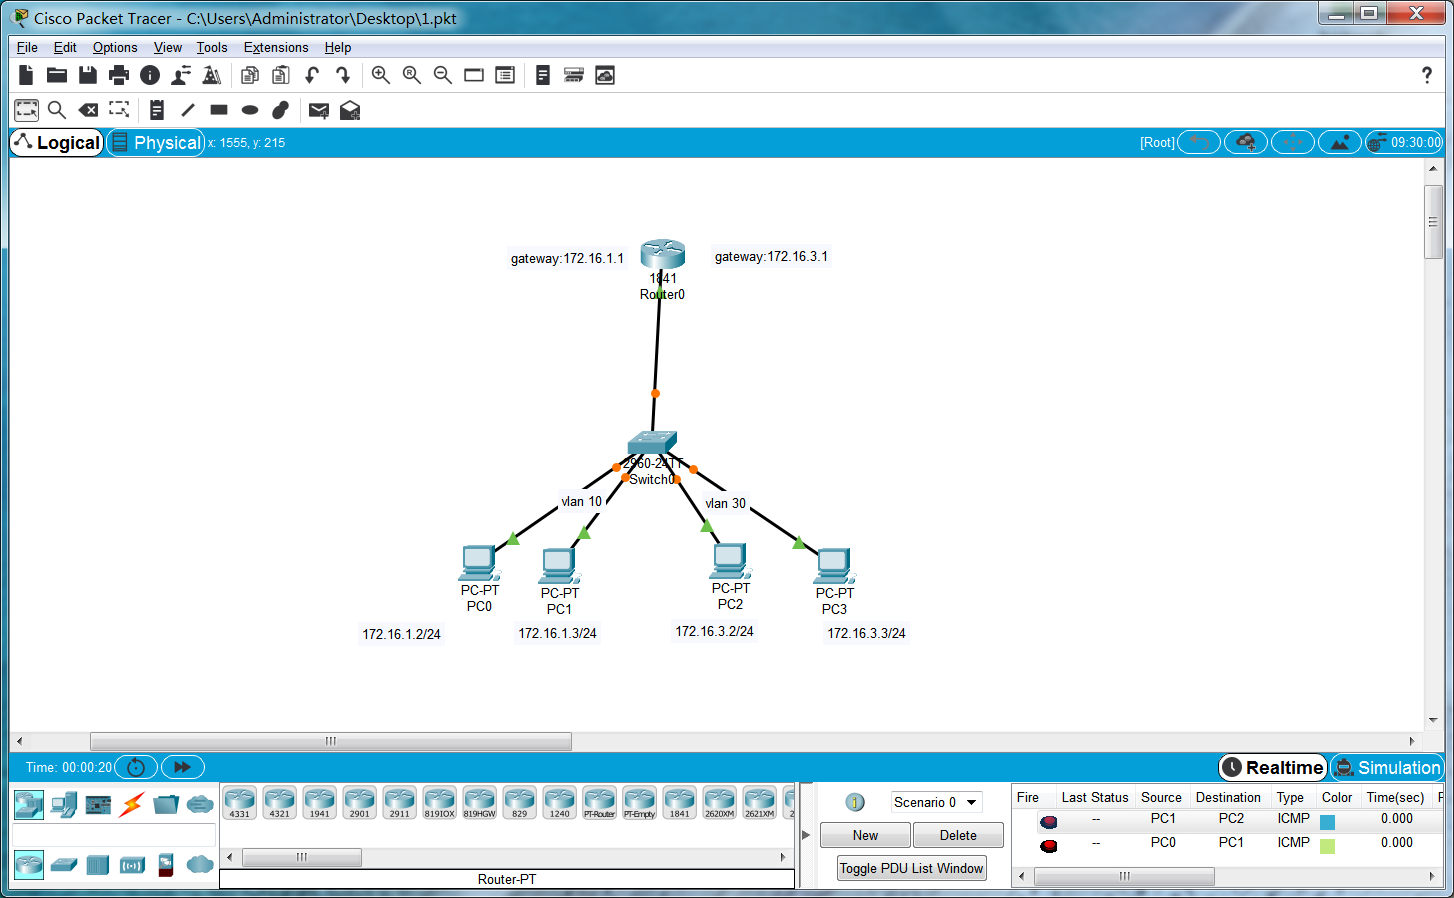 Cisco Packet Tracer - C:\Users\Administrator\Desktop\1.pkt
File Edit Options View Tools Extensions Help
?
Logical Physical x: 1555, y: 215 [Root] 09:30:00
gateway:172.16.1.1 gateway:172.16.3.1
1841
Router0
2960-24TT
Switch0
vlan 10 vlan 30
PC-PT PC-PT PC-PT PC-PT
PC0 PC1 PC2 PC3
172.16.1.2/24 172.16.1.3/24 172.16.3.2/24 172.16.3.3/24
Time: 00:00:20 Realtime Simulation
4331 4321 1941 2901 2911 819IOX 819HGW 829 1240 PT-Router PT-Empty 1841 2620XM 2621XM 2
Router-PT
Scenario 0
New Delete
Toggle PDU List Window
Fire Last Status Source Destination Type Color Time(sec)
-- PC1 PC2 ICMP 0.000
-- PC0 PC1 ICMP 0.000